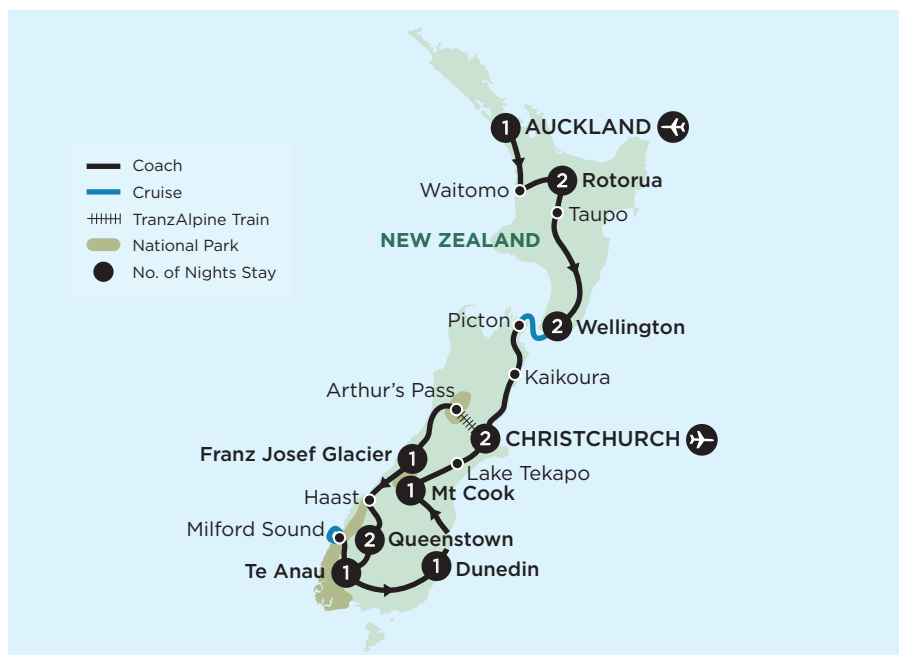 1 AUCKLAND
Coach
Cruise
TranzAlpine Train
National Park
No. of Nights Stay
Waitomo
2 Rotorua
Taupo
NEW ZEALAND
Picton
2 Wellington
Kaikoura
Arthur's Pass
2 CHRISTCHURCH
Franz Josef Glacier 1
Lake Tekapo
1 Mt Cook
Haast
Milford Sound
2 Queenstown
Te Anau 1
1 Dunedin